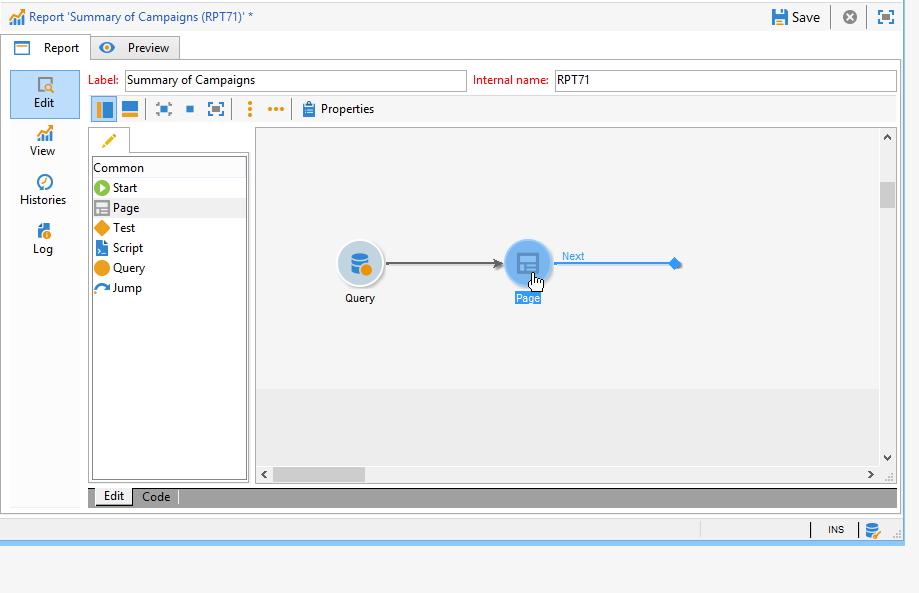 Report 'Summary of Campaigns (RPT71)' *
Save
Report
Preview
Label: Summary of Campaigns Internal name: RPT71
Edit
View
Histories
Log
Properties
Common
Start
Page
Test
Script
Query
Jump
Next
Query
Page
Edit Code
INS